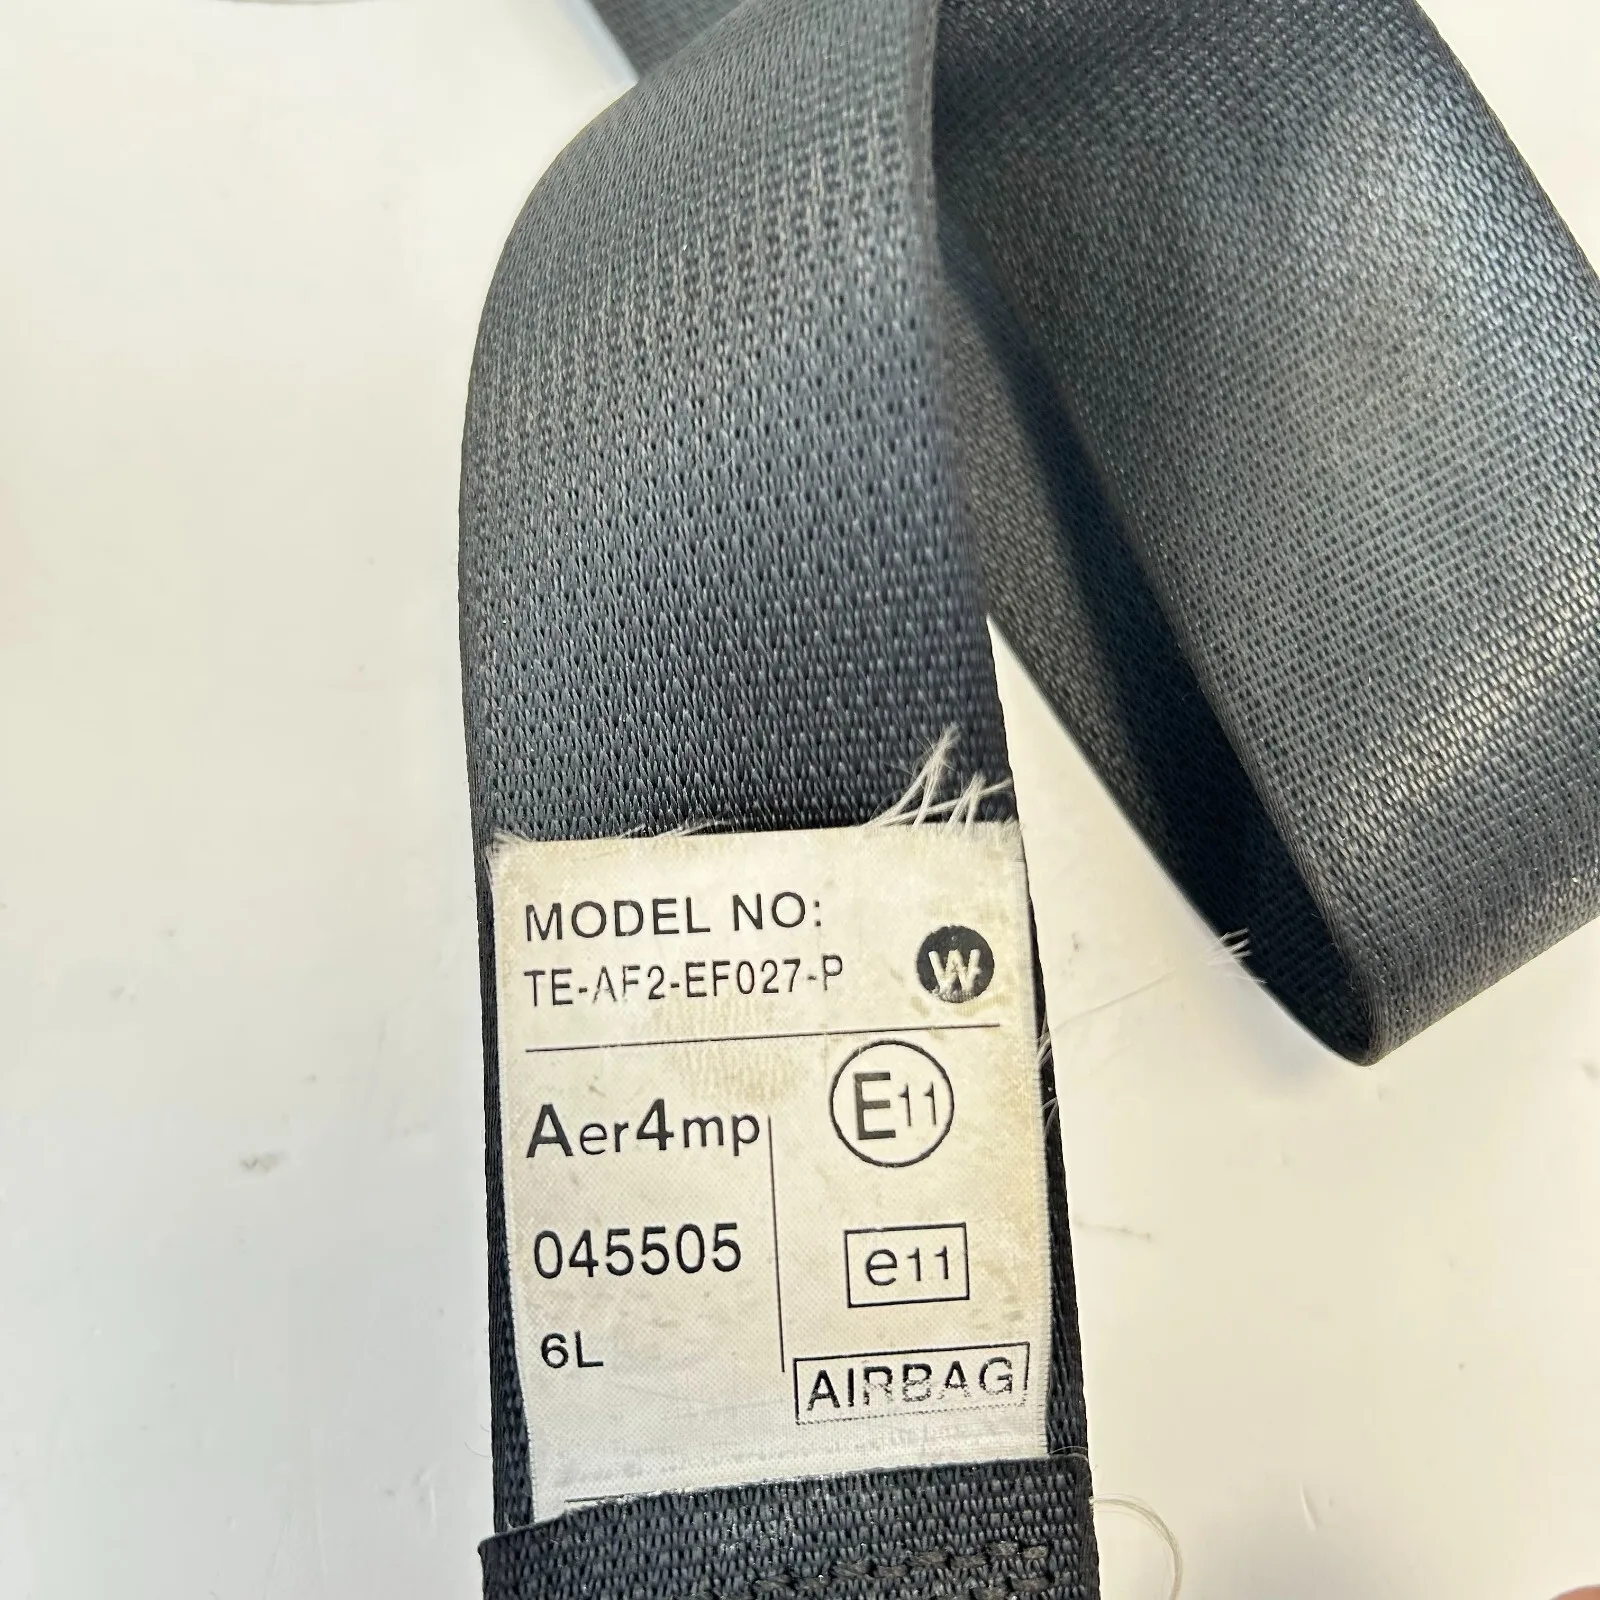 MODEL NO:
TE-AF2-EF027-P
W
Aer4mp
E11
045505
e11
6L
AIRBAG